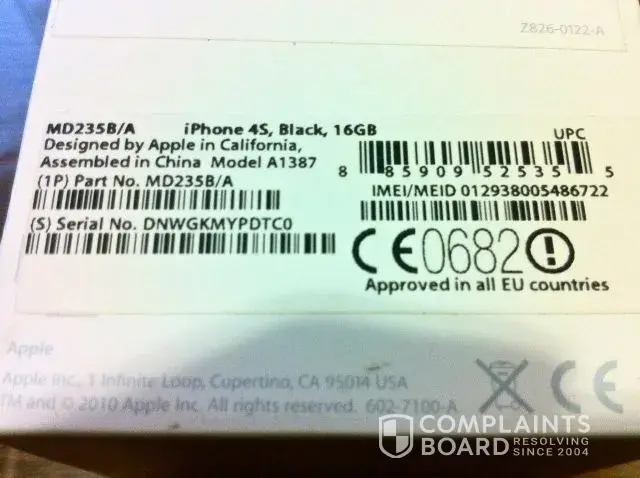 Z826-0122-A
MD235B/A iPhone 4S, Black, 16GB
Designed by Apple in California,
Assembled in China Model A1387
(1P) Part No. MD235B/A
(S) Serial No. DNWGKMYPDTC0
UPC
8 85909 52535 5
IMEI/MEID 012938005486722
CE0682
Approved in all EU countries
Apple
Apple Inc., 1 Infinite Loop, Cupertino, CA 95014 USA
TM and © 2010 Apple Inc. All rights reserved. 602-7100-A
CE
COMPLAINTS
BOARD RESOLVING
SINCE 2004